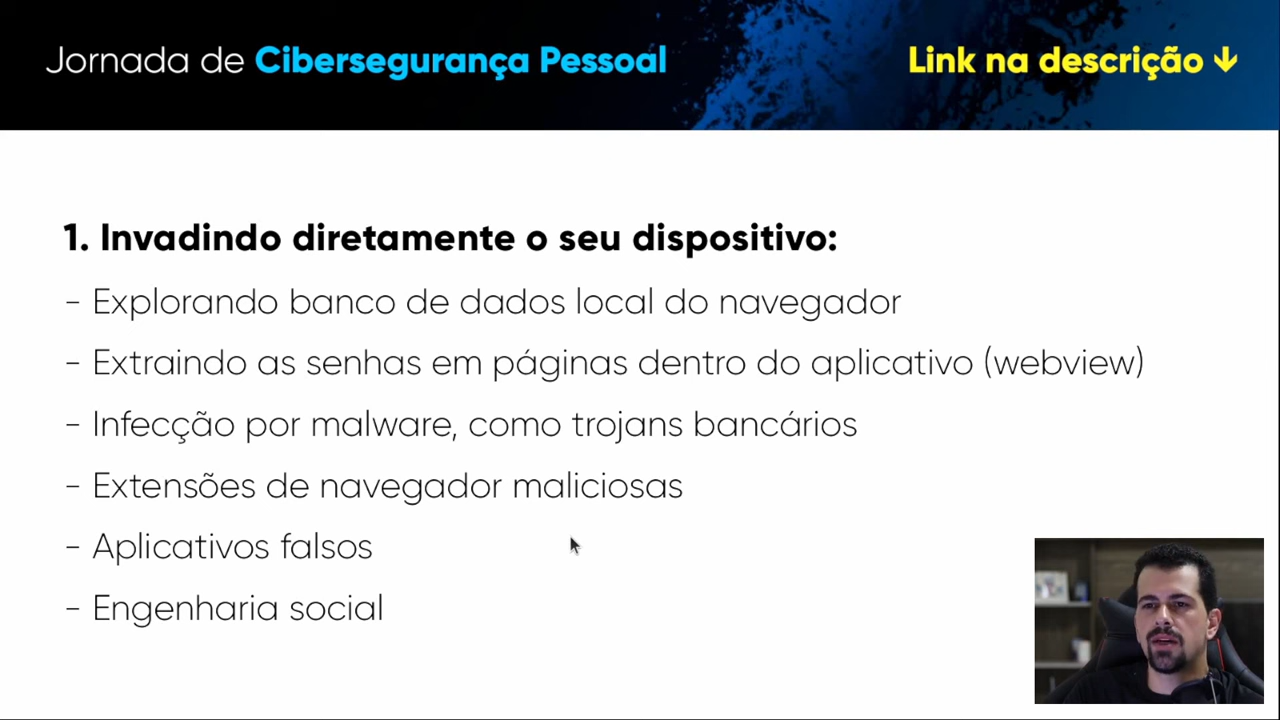 Jornada de Cibersegurança Pessoal
Link na descrição ↓
1. Invadindo diretamente o seu dispositivo:
- Explorando banco de dados local do navegador
- Extraindo as senhas em páginas dentro do aplicativo (webview)
- Infecção por malware, como trojans bancários
- Extensões de navegador maliciosas
- Aplicativos falsos
- Engenharia social